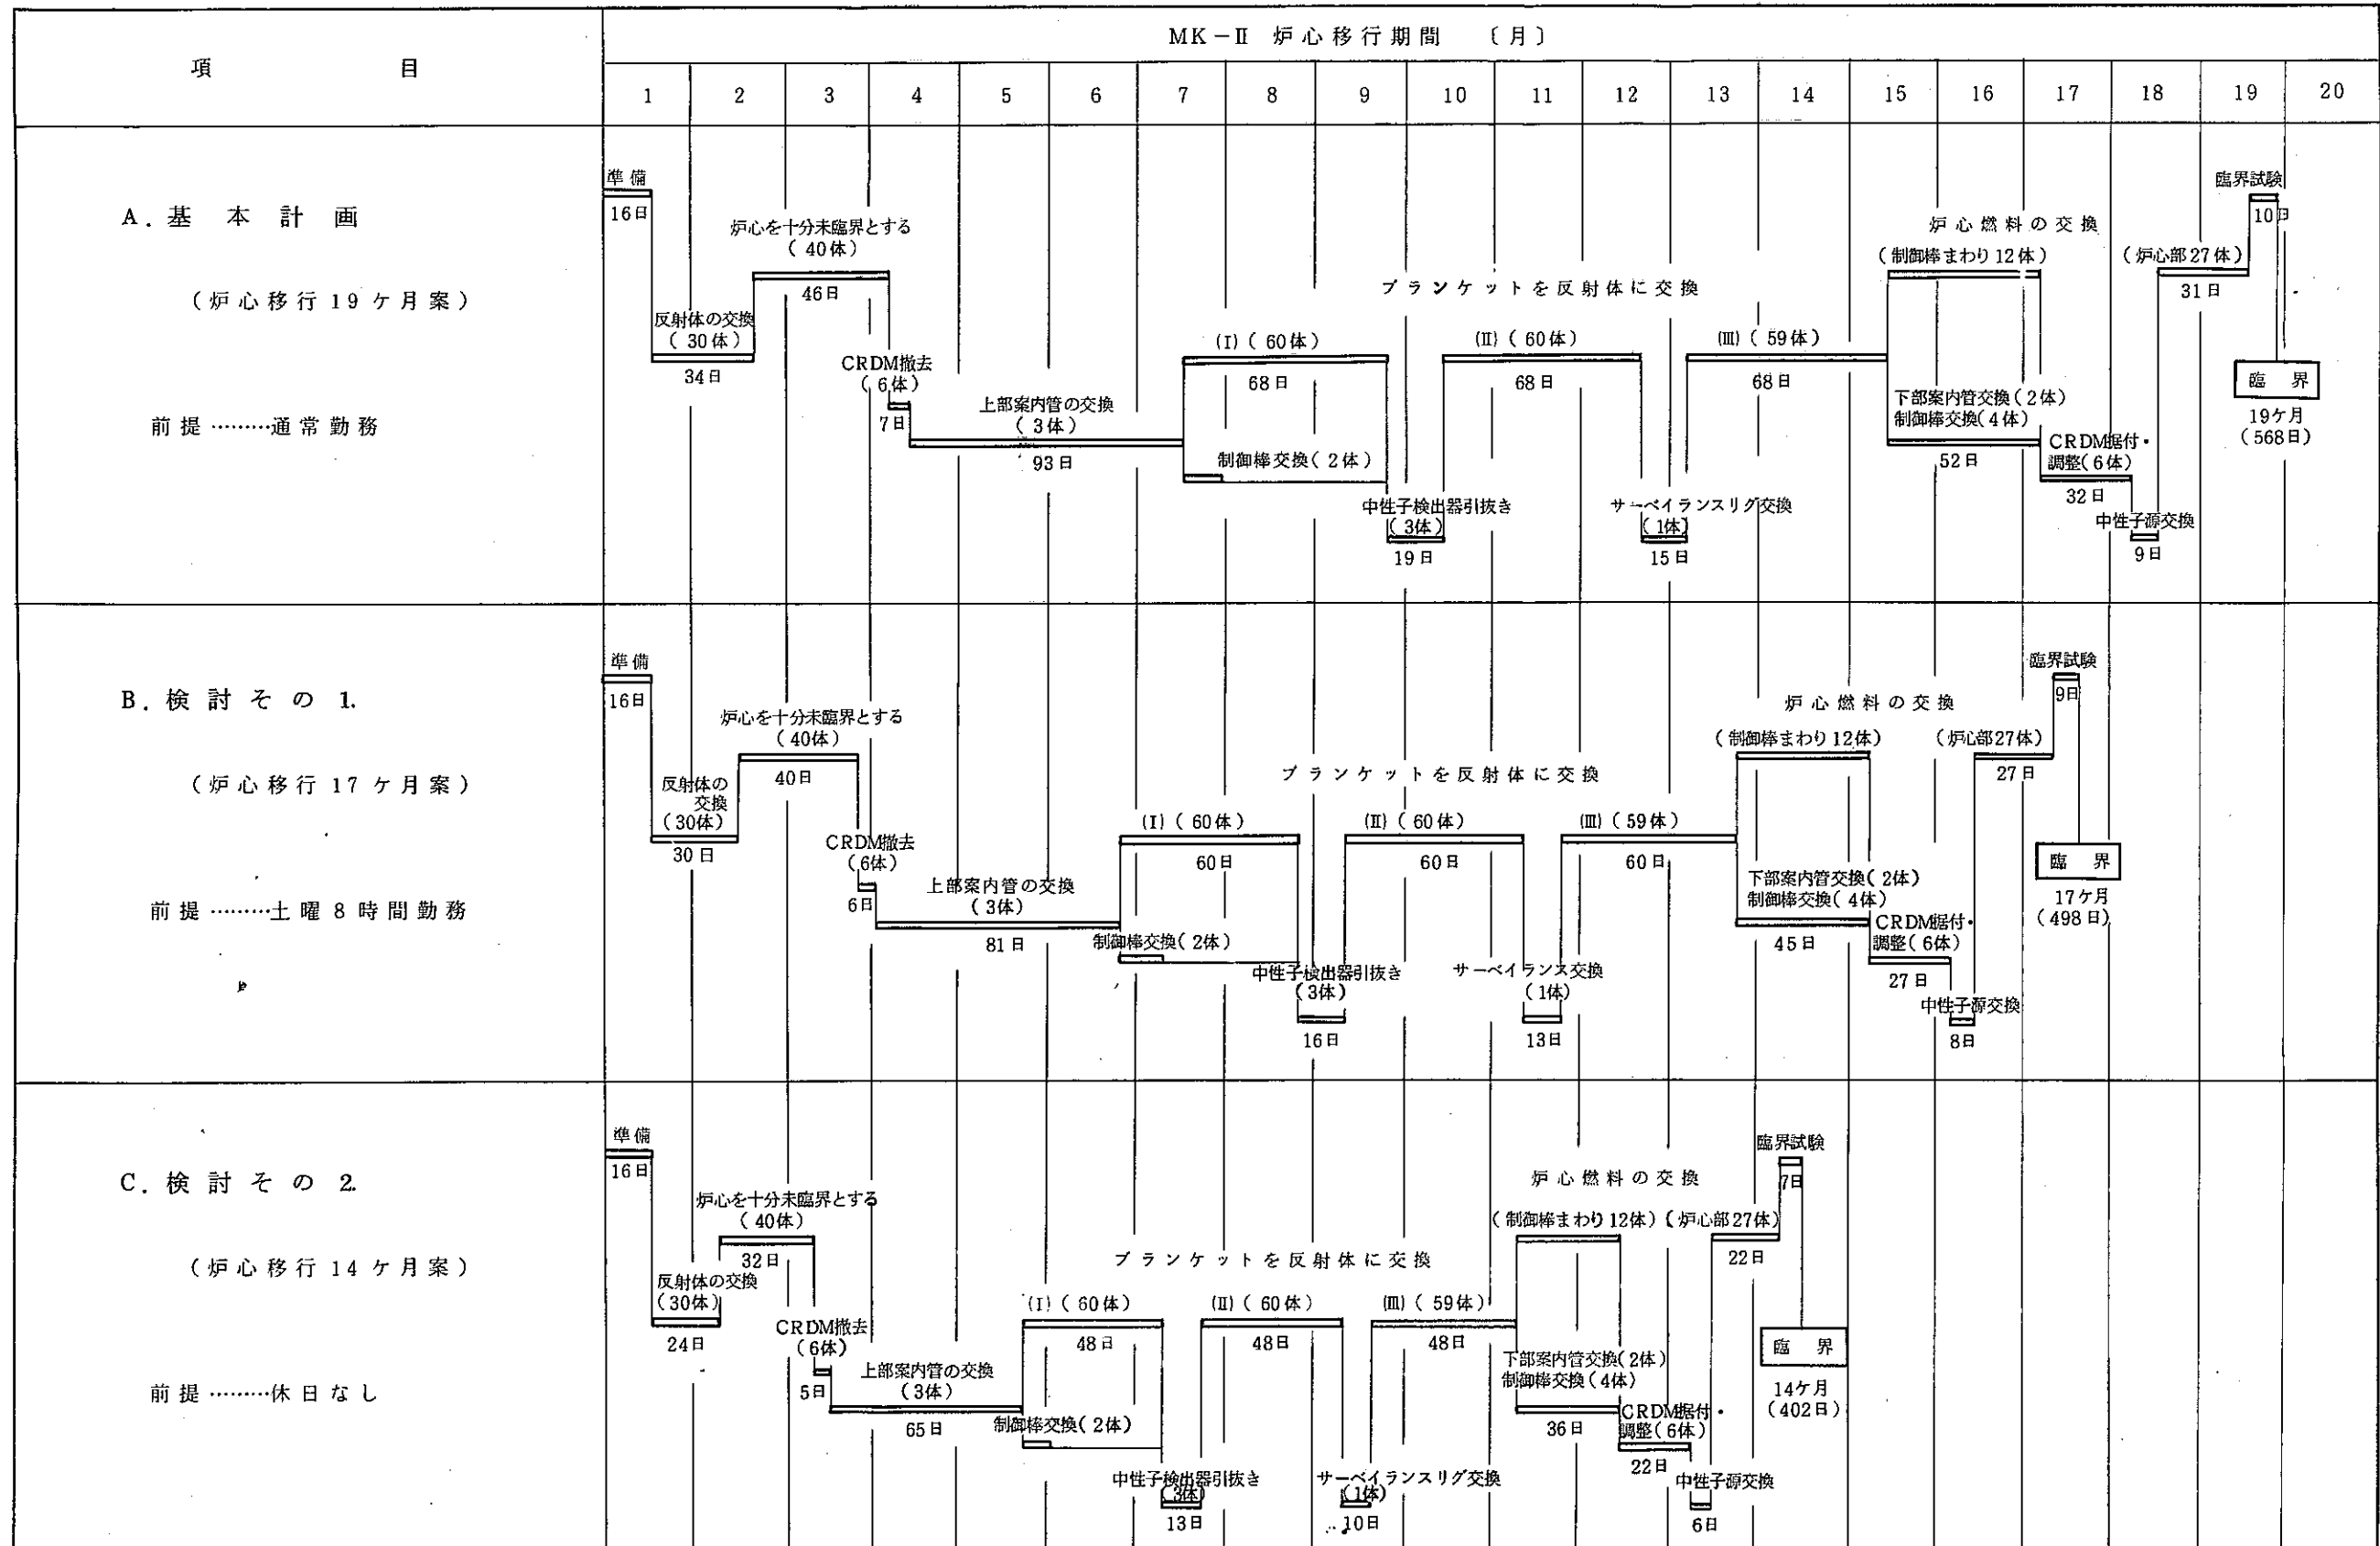 項目
MK-Ⅱ 炉心移行期間 〔月〕
1 2 3 4 5 6 7 8 9 10 11 12 13 14 15 16 17 18 19 20
A.基本計画
(炉心移行19ケ月案)
前提………通常勤務
準備
16日
反射体の交換
(30体)
34日
炉心を十分未臨界とする
(40体)
46日
CRDM撤去
(6体)
7日
上部案内管の交換
(3体)
93日
ブランケットを反射体に交換
(Ⅰ)(60体)
68日
制御棒交換(2体)
中性子検出器引抜き
(3体)
19日
(Ⅱ)(60体)
68日
サーベイランスリグ交換
(1体)
15日
(Ⅲ)(59体)
68日
炉心燃料の交換
(制御棒まわり12体)
下部案内管交換(2体)
制御棒交換(4体)
52日
CRDM据付・
調整(6体)
32日
中性子源交換
9日
(炉心部27体)
31日
臨界試験
10日
臨界
19ケ月
(568日)
B.検討その1.
(炉心移行17ケ月案)
前提………土曜8時間勤務
準備
16日
反射体の
交換
(30体)
30日
炉心を十分未臨界とする
(40体)
40日
CRDM撤去
(6体)
6日
上部案内管の交換
(3体)
81日
ブランケットを反射体に交換
(Ⅰ)(60体)
60日
制御棒交換(2体)
中性子検出器引抜き
(3体)
16日
(Ⅱ)(60体)
60日
サーベイランス交換
(1体)
13日
(Ⅲ)(59体)
60日
炉心燃料の交換
(制御棒まわり12体)
下部案内管交換(2体)
制御棒交換(4体)
45日
CRDM据付・
調整(6体)
27日
中性子源交換
8日
(炉心部27体)
27日
臨界試験
9日
臨界
17ケ月
(498日)
C.検討その2.
(炉心移行14ケ月案)
前提………休日なし
準備
16日
反射体の交換
(30体)
24日
炉心を十分未臨界とする
(40体)
32日
CRDM撤去
(6体)
5日
上部案内管の交換
(3体)
65日
ブランケットを反射体に交換
(Ⅰ)(60体)
48日
制御棒交換(2体)
中性子検出器引抜き
(3体)
13日
(Ⅱ)(60体)
48日
サーベイランスリグ交換
(1体)
10日
(Ⅲ)(59体)
48日
炉心燃料の交換
(制御棒まわり12体)
下部案内管交換(2体)
制御棒交換(4体)
36日
CRDM据付・
調整(6体)
22日
中性子源交換
6日
(炉心部27体)
22日
臨界試験
7日
臨界
14ケ月
(402日)